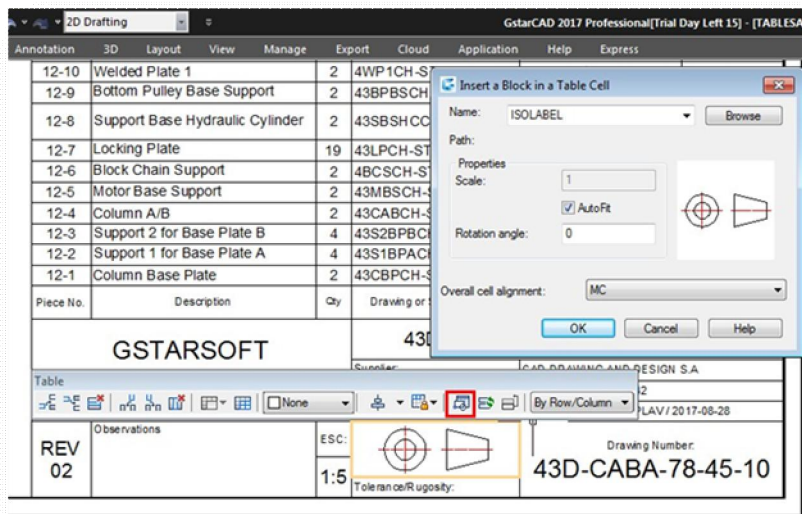 2D Drafting
GstarCAD 2017 Professional[Trial Day Left 15] - [TABLESA
Annotation 3D Layout View Manage Export Cloud Application Help Express
12-10 Welded Plate 1 2 4WP1CH-S
12-9 Bottom Pulley Base Support 2 43BPBSCH
12-8 Support Base Hydraulic Cylinder 2 43SBSHCC
12-7 Locking Plate 19 43LPCH-ST
12-6 Block Chain Support 2 4BCSCH-S
12-5 Motor Base Support 2 43MBSCH-S
12-4 Column A/B 2 43CABCH-S
12-3 Support 2 for Base Plate B 4 43S2BPBC
12-2 Support 1 for Base Plate A 4 43S1BPAC
12-1 Column Base Plate 2 43CBPCH-S
Piece No. Description Qty Drawing or
Insert a Block in a Table Cell
Name: ISOLABEL Browse
Path:
Properties
Scale: 1
AutoFit
Rotation angle: 0
Overall cell alignment: MC
OK Cancel Help
GSTARSOFT 43D
Supplier: CAD DRAWING AND DESIGN S.A
Table
None By Row/Column
PLAV / 2017-08-28
REV
02
Observations
ESC:
1:5
Tolerance/Rugosity:
Drawing Number:
43D-CABA-78-45-10